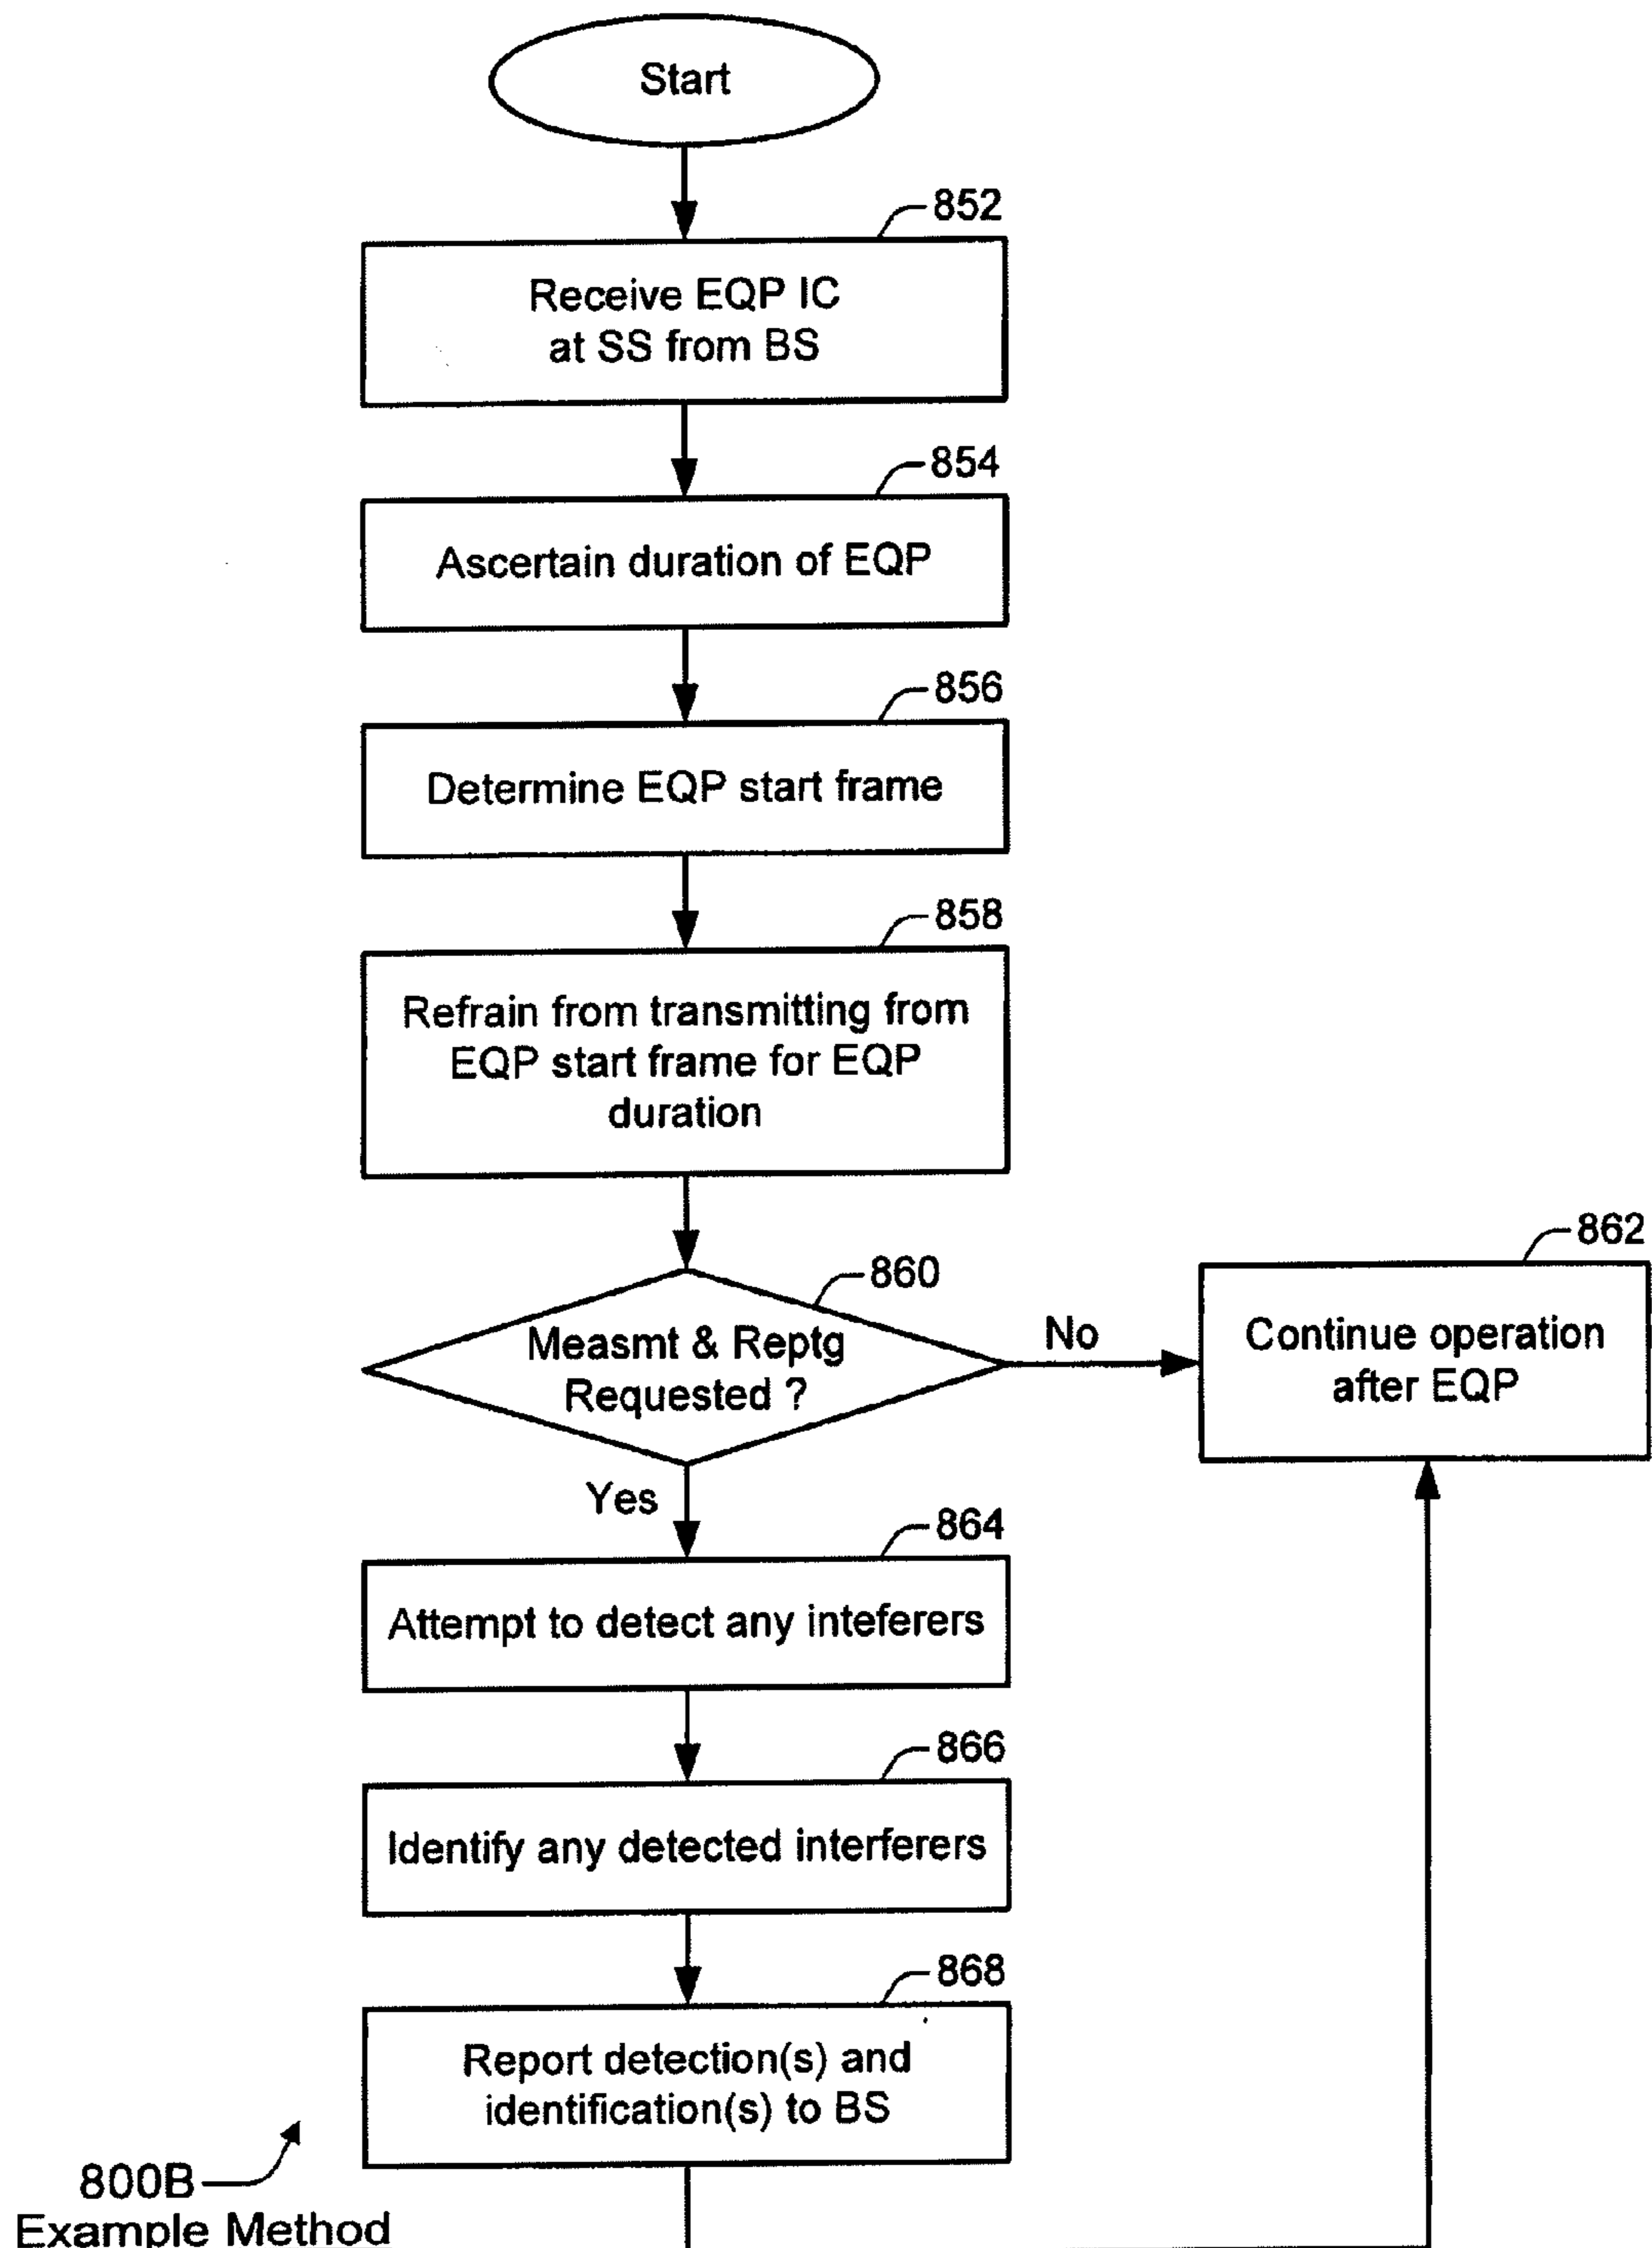 Start
852
Receive EQP IC
at SS from BS
854
Ascertain duration of EQP
856
Determine EQP start frame
858
Refrain from transmitting from
EQP start frame for EQP
duration
860
Measmt & Reptg
Requested ?
No
862
Continue operation
after EQP
Yes
864
Attempt to detect any inteferers
866
Identify any detected interferers
868
Report detection(s) and
identification(s) to BS
800B
Example Method